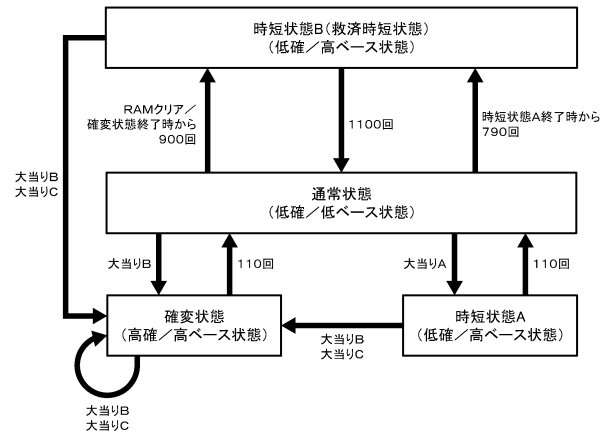 時短状態B（救済時短状態）
（低確／高ベース状態）
RAMクリア／
確変状態終了時から
900回
1100回
時短状態A終了時から
790回
大当りB
大当りC
通常状態
（低確／低ベース状態）
大当りB
110回
大当りA
110回
確変状態
（高確／高ベース状態）
時短状態A
（低確／高ベース状態）
大当りB
大当りC
大当りB
大当りC